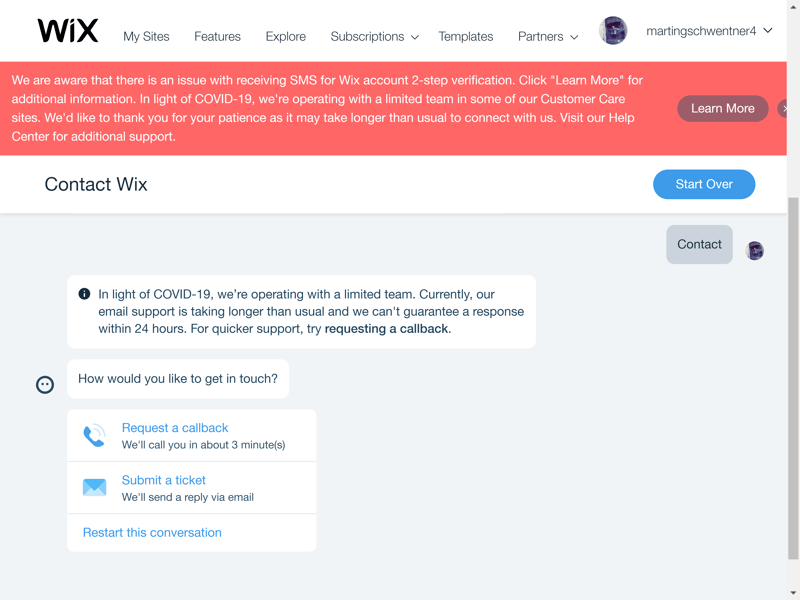 WiX
My Sites
Features
Explore
Subscriptions
Templates
Partners
martingschwentner4
We are aware that there is an issue with receiving SMS for Wix account 2-step verification. Click "Learn More" for
additional information. In light of COVID-19, we're operating with a limited team in some of our Customer Care
sites. We'd like to thank you for your patience as it may take longer than usual to connect with us. Visit our Help
Center for additional support.
Learn More
Contact Wix
Start Over
Contact
In light of COVID-19, we're operating with a limited team. Currently, our
email support is taking longer than usual and we can't guarantee a response
within 24 hours. For quicker support, try requesting a callback.
How would you like to get in touch?
Request a callback
We'll call you in about 3 minute(s)
Submit a ticket
We'll send a reply via email
Restart this conversation